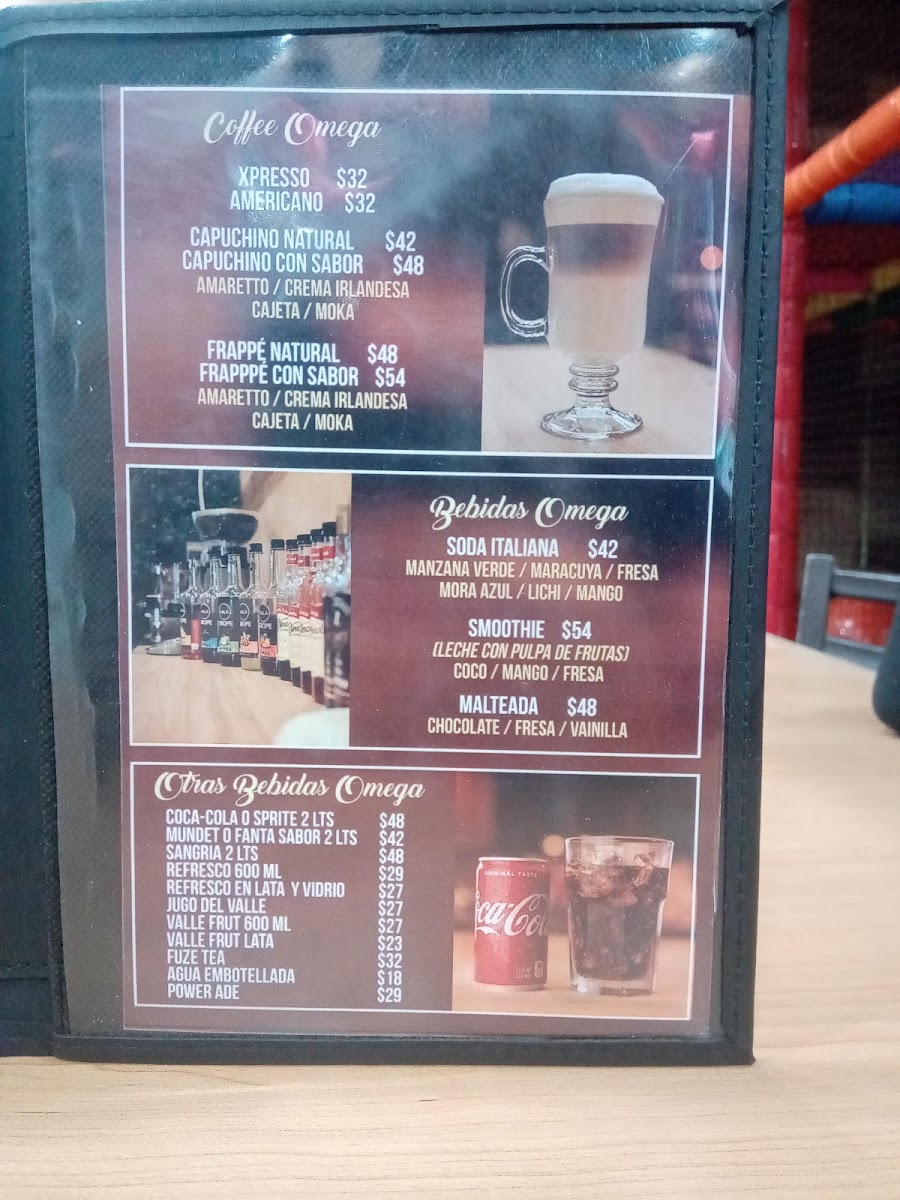 Coffee Omega
XPRESSO $32
AMERICANO $32
CAPUCHINO NATURAL $42
CAPUCHINO CON SABOR $48
AMARETTO / CREMA IRLANDESA
CAJETA / MOKA
FRAPPÉ NATURAL $48
FRAPPPÉ CON SABOR $54
AMARETTO / CREMA IRLANDESA
CAJETA / MOKA
Bebidas Omega
SODA ITALIANA $42
MANZANA VERDE / MARACUYA / FRESA
MORA AZUL / LICHI / MANGO
SMOOTHIE $54
(LECHE CON PULPA DE FRUTAS)
COCO / MANGO / FRESA
MALTEADA $48
CHOCOLATE / FRESA / VAINILLA
Otras Bebidas Omega
COCA-COLA O SPRITE 2 LTS $48
MUNDET O FANTA SABOR 2 LTS $42
SANGRIA 2 LTS $48
REFRESCO 600 ML $29
REFRESCO EN LATA Y VIDRIO $27
JUGO DEL VALLE $27
VALLE FRUT 600 ML $27
VALLE FRUT LATA $23
FUZE TEA $32
AGUA EMBOTELLADA $18
POWER ADE $29
ORIGINAL TASTE